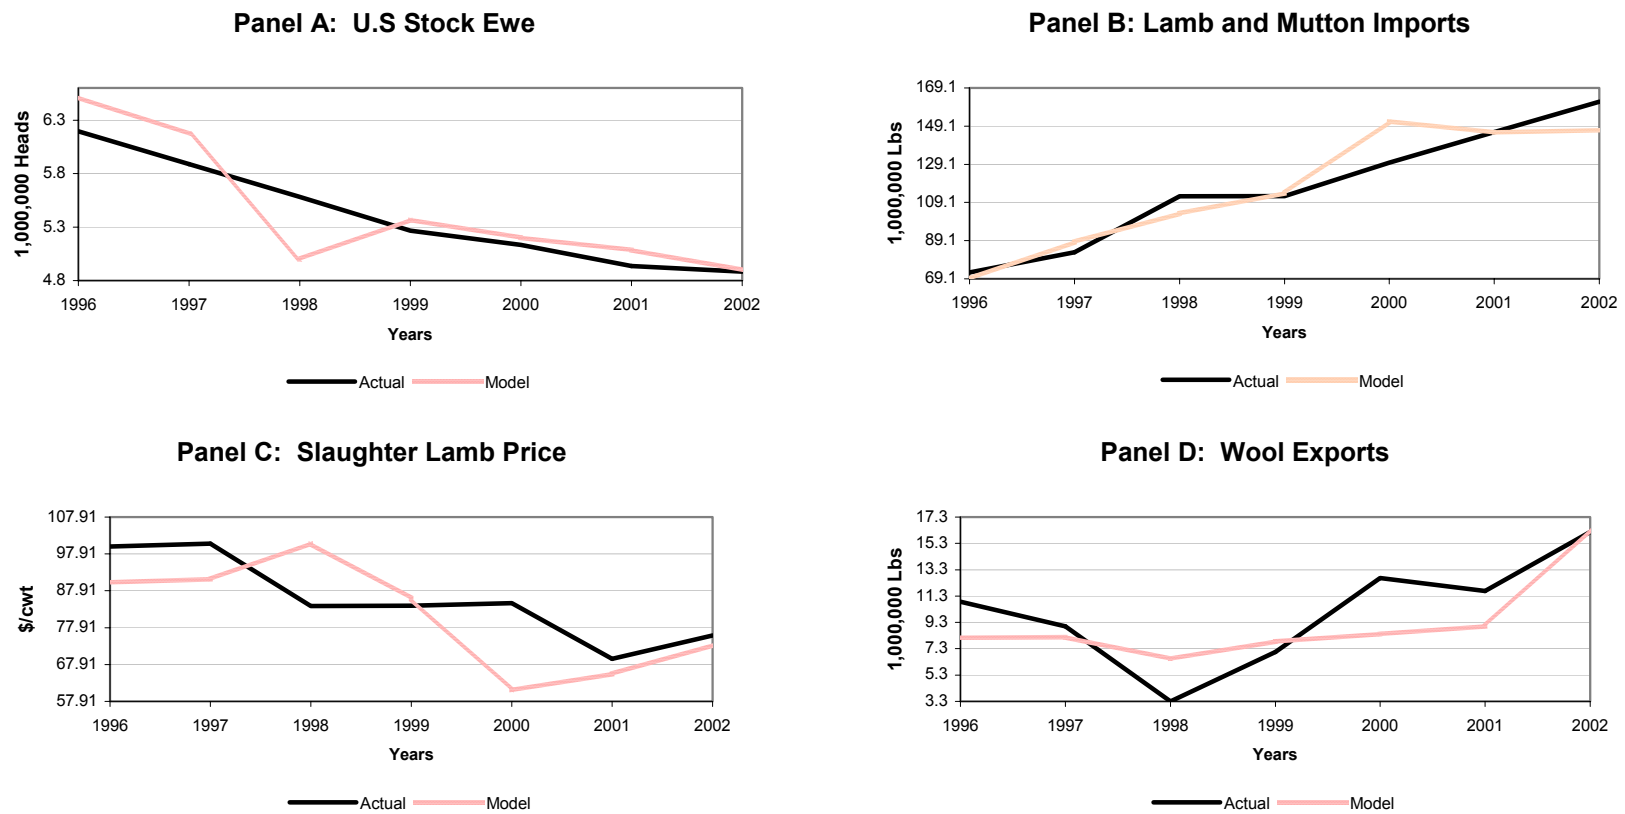 Panel A:  U.S Stock Ewe
1,000,000 Heads
6.3
5.8
5.3
4.8
1996 1997 1998 1999 2000 2001 2002
Years
Actual Model
Panel B: Lamb and Mutton Imports
1,000,000 Lbs
169.1
149.1
129.1
109.1
89.1
69.1
1996 1997 1998 1999 2000 2001 2002
Years
Actual Model
Panel C:  Slaughter Lamb Price
$/cwt
107.91
97.91
87.91
77.91
67.91
57.91
1996 1997 1998 1999 2000 2001 2002
Years
Actual Model
Panel D:  Wool Exports
1,000,000 Lbs
17.3
15.3
13.3
11.3
9.3
7.3
5.3
3.3
1996 1997 1998 1999 2000 2001 2002
Years
Actual Model